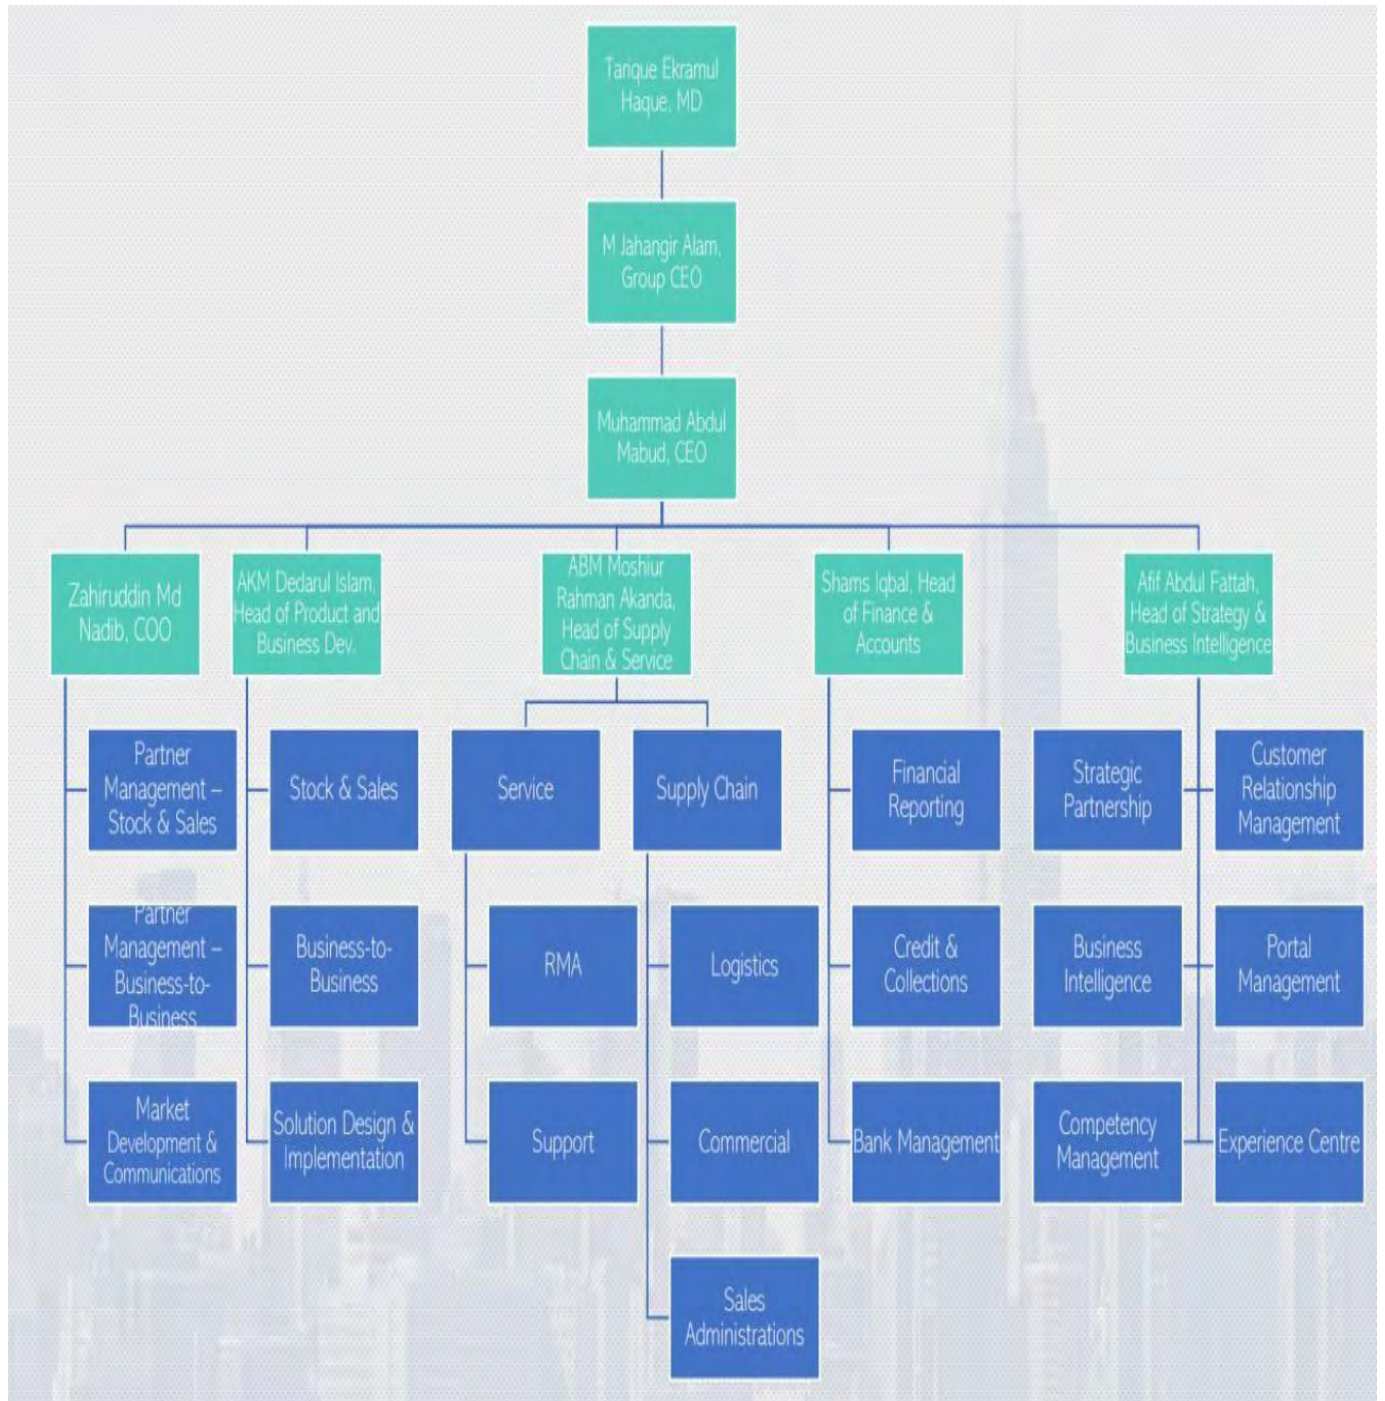 Tarique Ekramul
Haque, MD
M Jahangir Alam,
Group CEO
Muhammad Abdul
Mabud, CEO
Zahiruddin Md
Nadib, COO
AKM Dedarul Islam,
Head of Product and
Business Dev.
ABM Moshiur
Rahman Akanda,
Head of Supply
Chain & Service
Shams Iqbal, Head
of Finance &
Accounts
Afif Abdul Fattah,
Head of Strategy &
Business Intelligence
Partner
Management –
Stock & Sales
Stock & Sales
Service
Supply Chain
Financial
Reporting
Strategic
Partnership
Customer
Relationship
Management
Partner
Management –
Business-to-
Business
Business-to-
Business
RMA
Logistics
Credit &
Collections
Business
Intelligence
Portal
Management
Market
Development &
Communications
Solution Design &
Implementation
Support
Commercial
Bank Management
Competency
Management
Experience Centre
Sales
Administrations